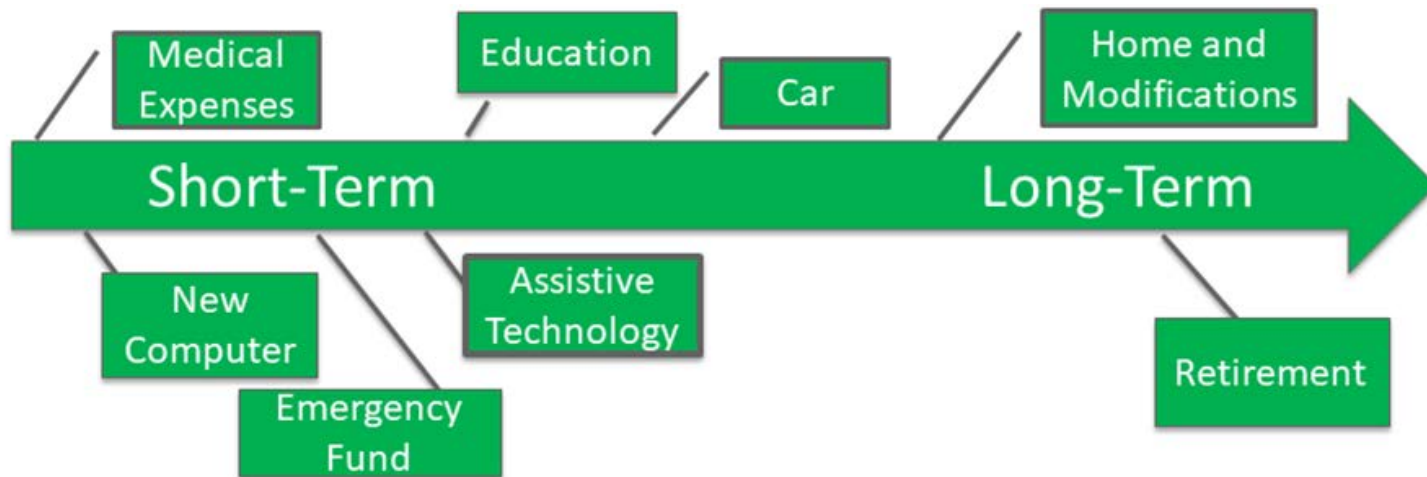 Medical
Expenses
Education
Car
Home and
Modifications
Short-Term
Long-Term
New
Computer
Emergency
Fund
Assistive
Technology
Retirement